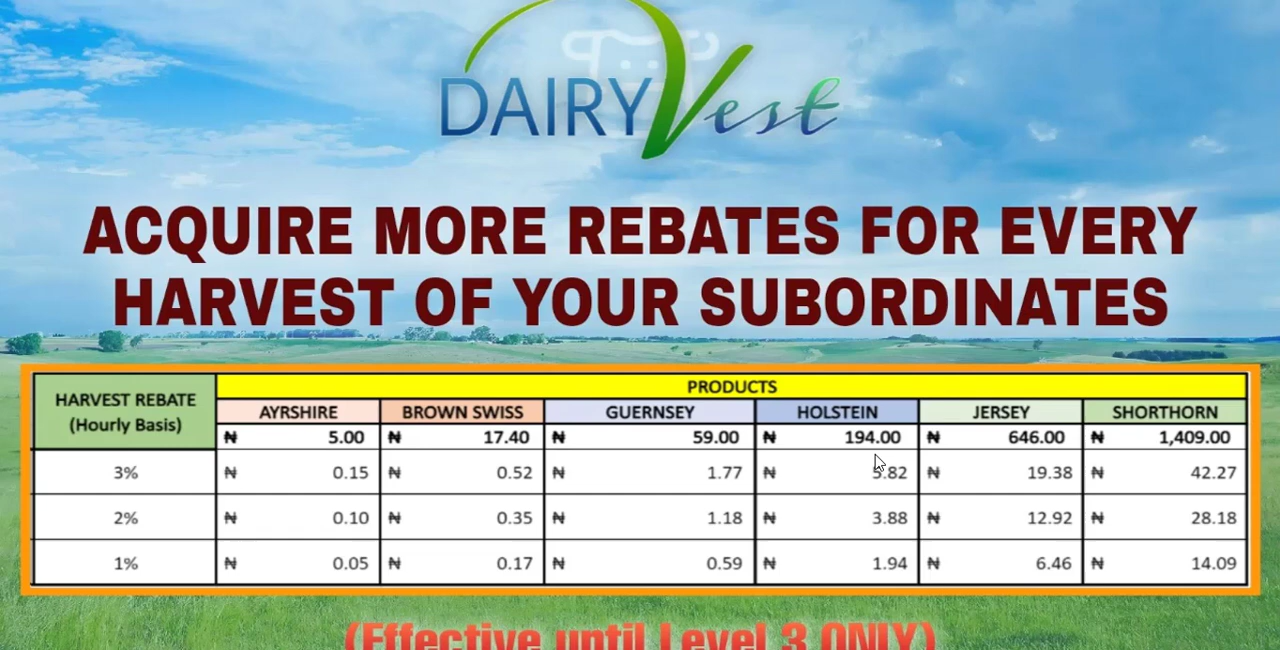 DAIRYVest
ACQUIRE MORE REBATES FOR EVERY
HARVEST OF YOUR SUBORDINATES
HARVEST REBATE
(Hourly Basis)
PRODUCTS
AYRSHIRE BROWN SWISS GUERNSEY HOLSTEIN JERSEY SHORTHORN
₦ 5.00 ₦ 17.40 ₦ 59.00 ₦ 194.00 ₦ 646.00 ₦ 1,409.00
3% ₦ 0.15 ₦ 0.52 ₦ 1.77 ₦ 5.82 ₦ 19.38 ₦ 42.27
2% ₦ 0.10 ₦ 0.35 ₦ 1.18 ₦ 3.88 ₦ 12.92 ₦ 28.18
1% ₦ 0.05 ₦ 0.17 ₦ 0.59 ₦ 1.94 ₦ 6.46 ₦ 14.09
(Effective until Level 3 ONLY)